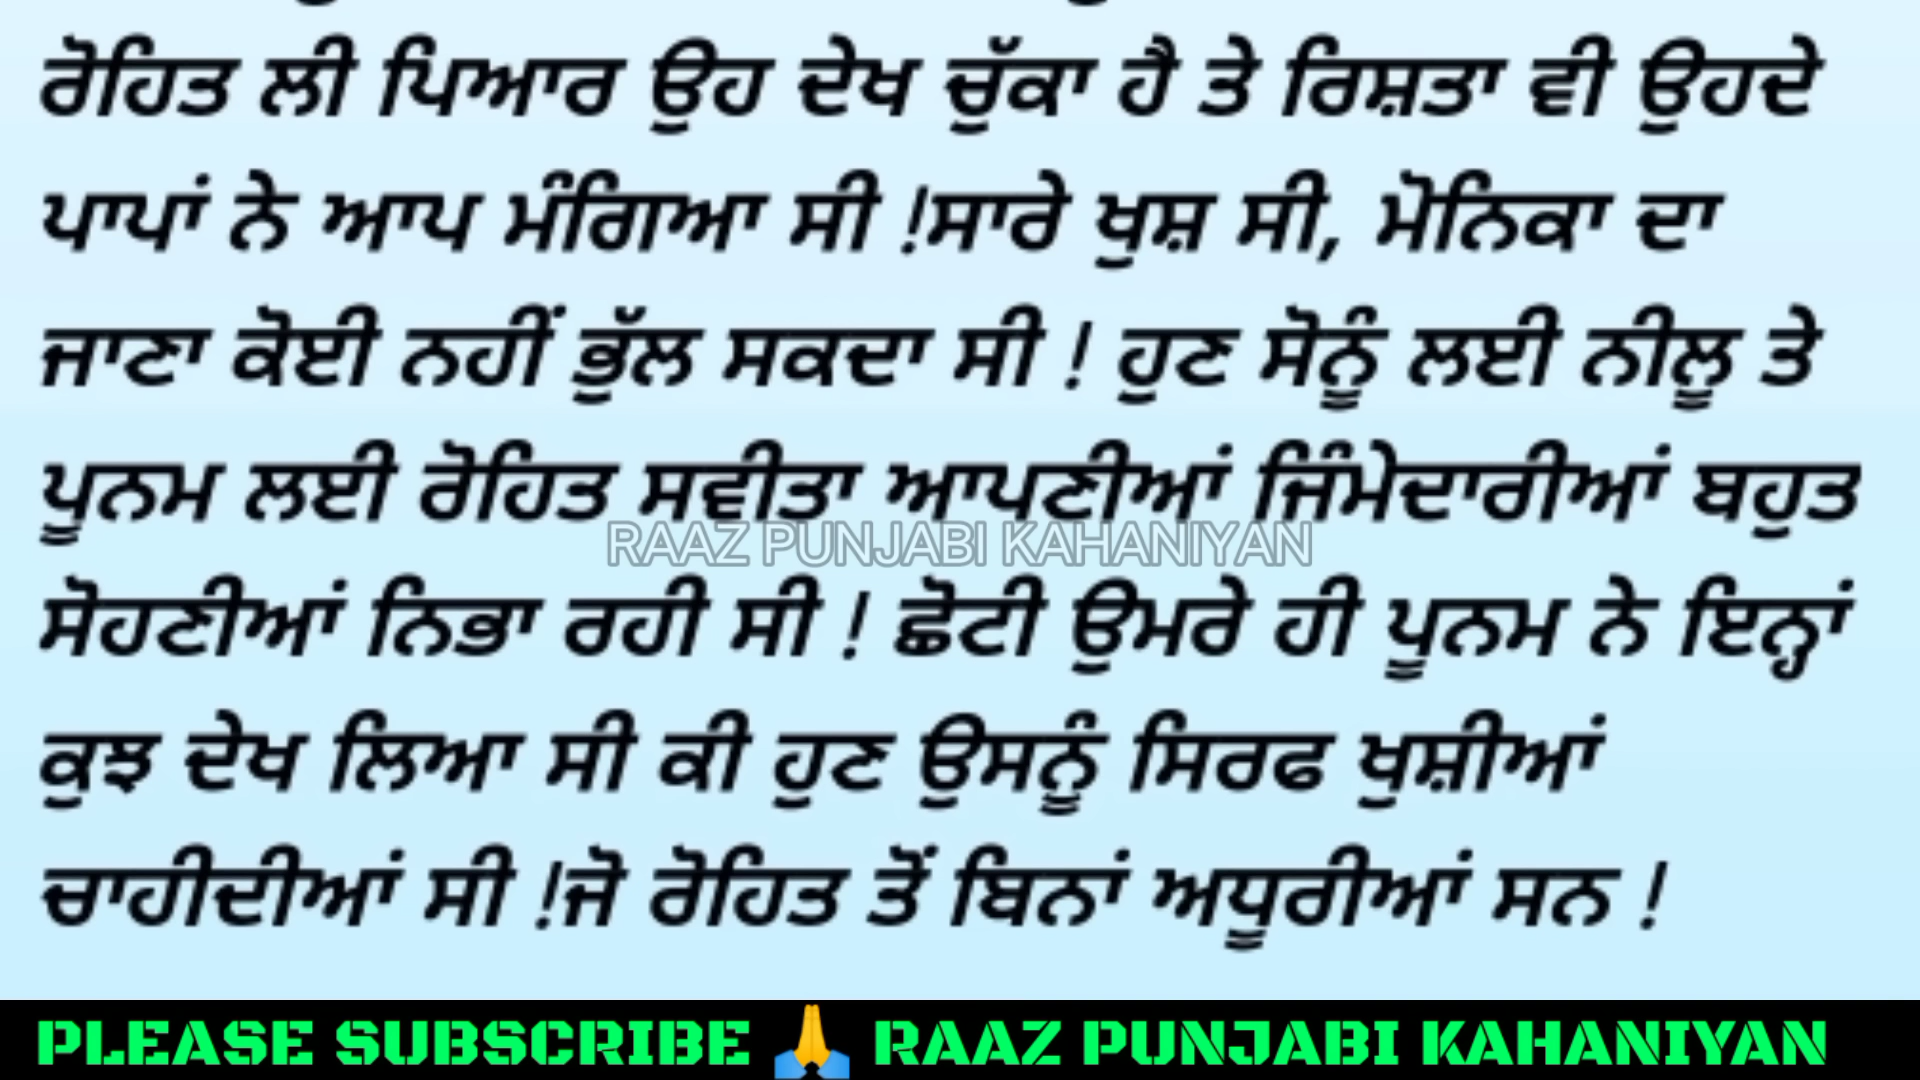 ਰੋਹਿਤ ਲੀ ਪਿਆਰ ਉਹ ਦੇਖ ਚੁੱਕਾ ਹੈ ਤੇ ਰਿਸ਼ਤਾ ਵੀ ਉਹਦੇ
ਪਾਪਾਂ ਨੇ ਆਪ ਮੰਗਿਆ ਸੀ !ਸਾਰੇ ਖੁਸ਼ ਸੀ, ਮੋਨਿਕਾ ਦਾ
ਜਾਣਾ ਕੋਈ ਨਹੀਂ ਭੁੱਲ ਸਕਦਾ ਸੀ ! ਹੁਣ ਸੋਨੂੰ ਲਈ ਨੀਲੂ ਤੇ
ਪੂਨਮ ਲਈ ਰੋਹਿਤ ਸਵੀਤਾ ਆਪਣੀਆਂ ਜਿੰਮੇਦਾਰੀਆਂ ਬਹੁਤ
RAAZ PUNJABI KAHANIYAN
ਸੋਹਣੀਆਂ ਨਿਭਾ ਰਹੀ ਸੀ ! ਛੋਟੀ ਉਮਰੇ ਹੀ ਪੂਨਮ ਨੇ ਇਨ੍ਹਾਂ
ਕੁਝ ਦੇਖ ਲਿਆ ਸੀ ਕੀ ਹੁਣ ਉਸਨੂੰ ਸਿਰਫ ਖੁਸ਼ੀਆਂ
ਚਾਹੀਦੀਆਂ ਸੀ !ਜੋ ਰੋਹਿਤ ਤੋਂ ਬਿਨਾਂ ਅਧੂਰੀਆਂ ਸਨ !
PLEASE SUBSCRIBE 🙏 RAAZ PUNJABI KAHANIYAN